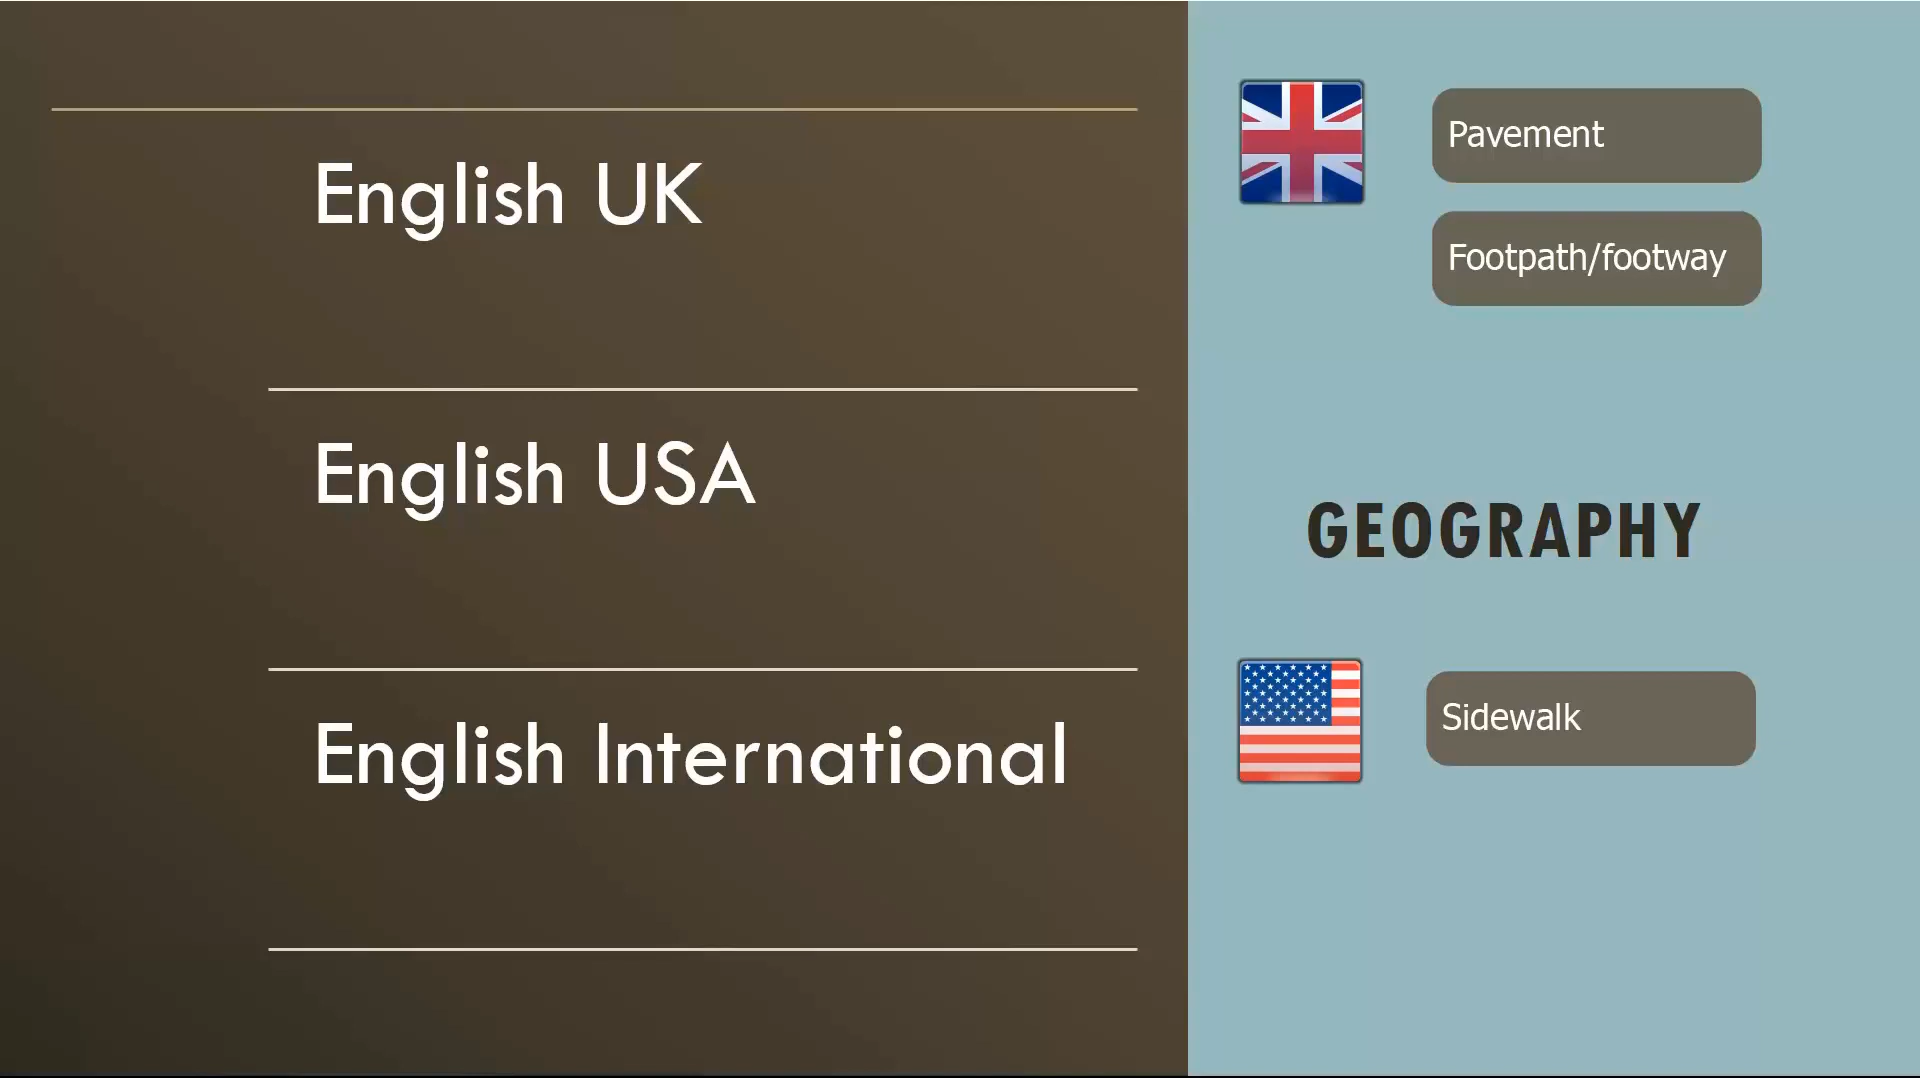 English UK
English USA
English International
Pavement
Footpath/footway
GEOGRAPHY
Sidewalk